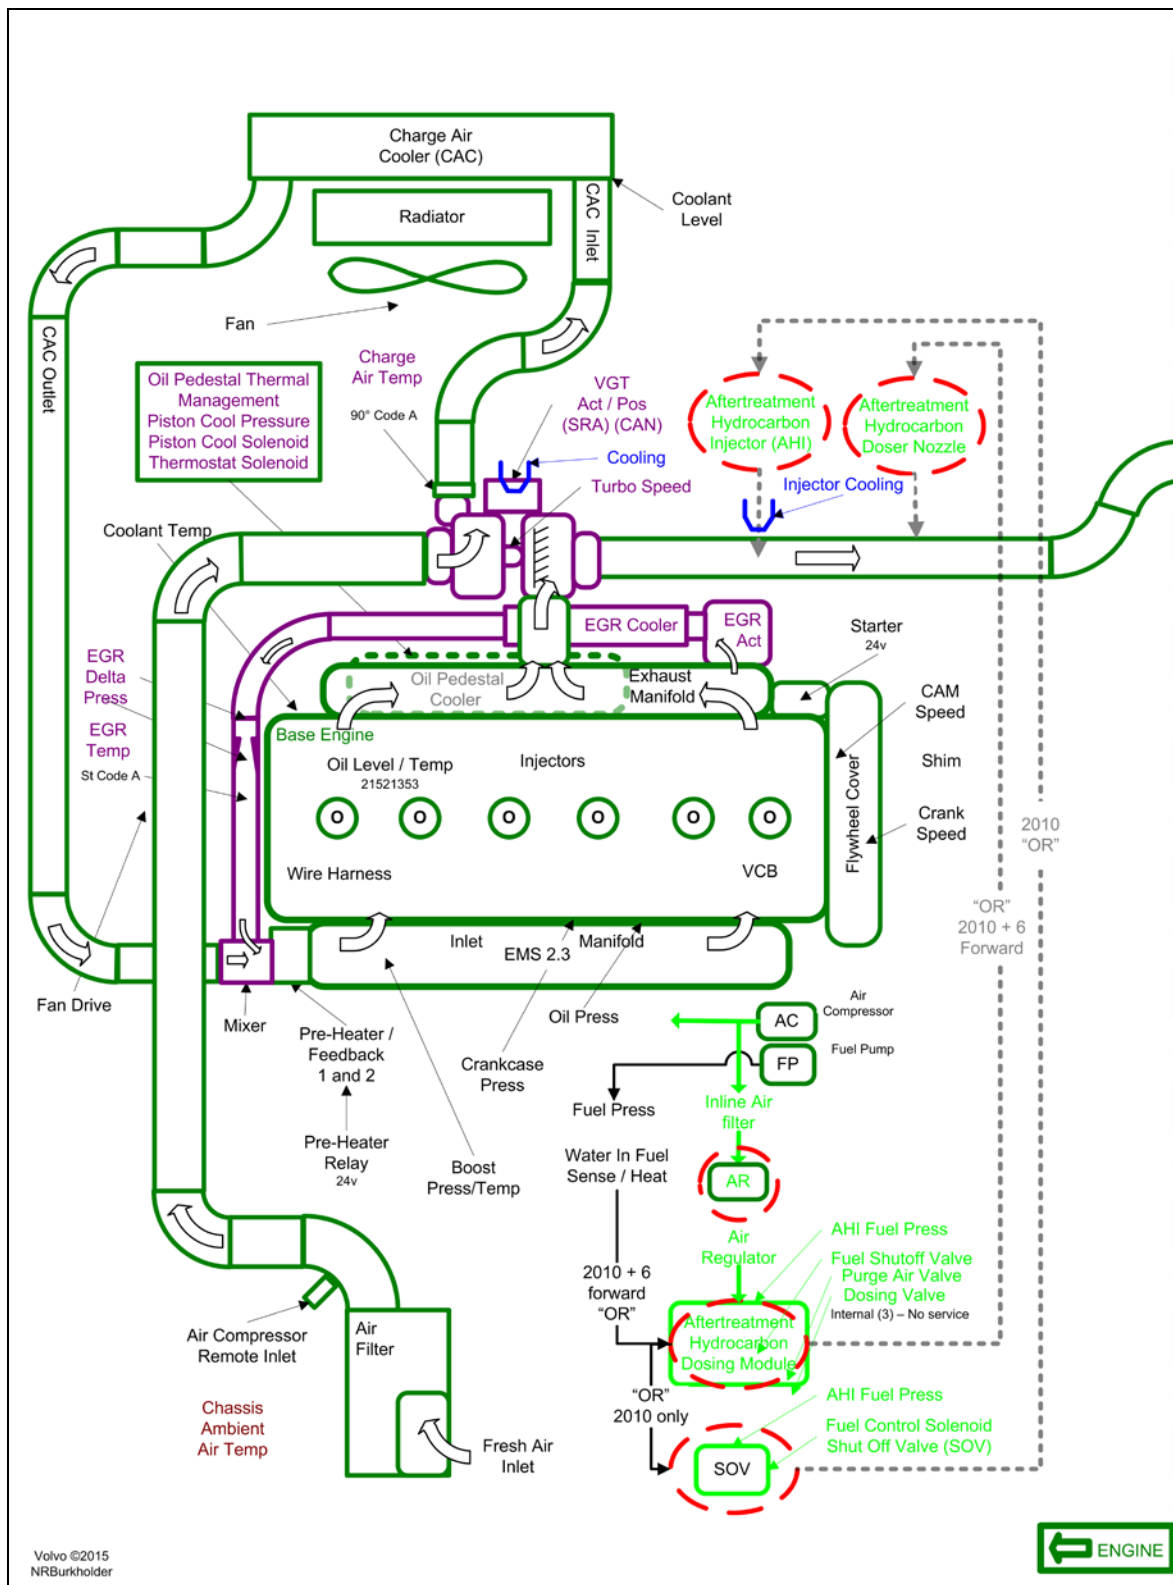 Charge Air
Cooler (CAC)
Radiator
CAC Inlet
Coolant
Level
Fan
CAC Outlet
Charge
Air Temp
90° Code A
Oil Pedestal Thermal
Management
Piston Cool Pressure
Piston Cool Solenoid
Thermostat Solenoid
VGT
Act / Pos
(SRA) (CAN)
Cooling
Turbo Speed
Aftertreatment
Hydrocarbon
Injector (AHI)
Aftertreatment
Hydrocarbon
Doser Nozzle
Injector Cooling
Coolant Temp
EGR Cooler
EGR
Act
Starter
24v
EGR
Delta
Press
EGR
Temp
St Code A
Oil Pedestal
Cooler
Exhaust
Manifold
Base Engine
Oil Level / Temp
21521353
Injectors
O
O
O
O
O
O
Wire Harness
VCB
Flywheel Cover
CAM
Speed
Shim
Crank
Speed
2010
“OR”
“OR”
2010 + 6
Forward
Inlet
Manifold
EMS 2.3
Fan Drive
Mixer
Pre-Heater /
Feedback
1 and 2
Pre-Heater
Relay
24v
Crankcase
Press
Oil Press
Boost
Press/Temp
AC
Air
Compressor
FP
Fuel Pump
Fuel Press
Inline Air
filter
Water In Fuel
Sense / Heat
AR
Air
Regulator
2010 + 6
forward
“OR”
AHI Fuel Press
Fuel Shutoff Valve
Purge Air Valve
Dosing Valve
Internal (3) – No service
Aftertreatment
Hydrocarbon
Dosing Module
“OR”
2010 only
AHI Fuel Press
Fuel Control Solenoid
Shut Off Valve (SOV)
SOV
Air Compressor
Remote Inlet
Air
Filter
Chassis
Ambient
Air Temp
Fresh Air
Inlet
Volvo ©2015
NRBurkholder
ENGINE